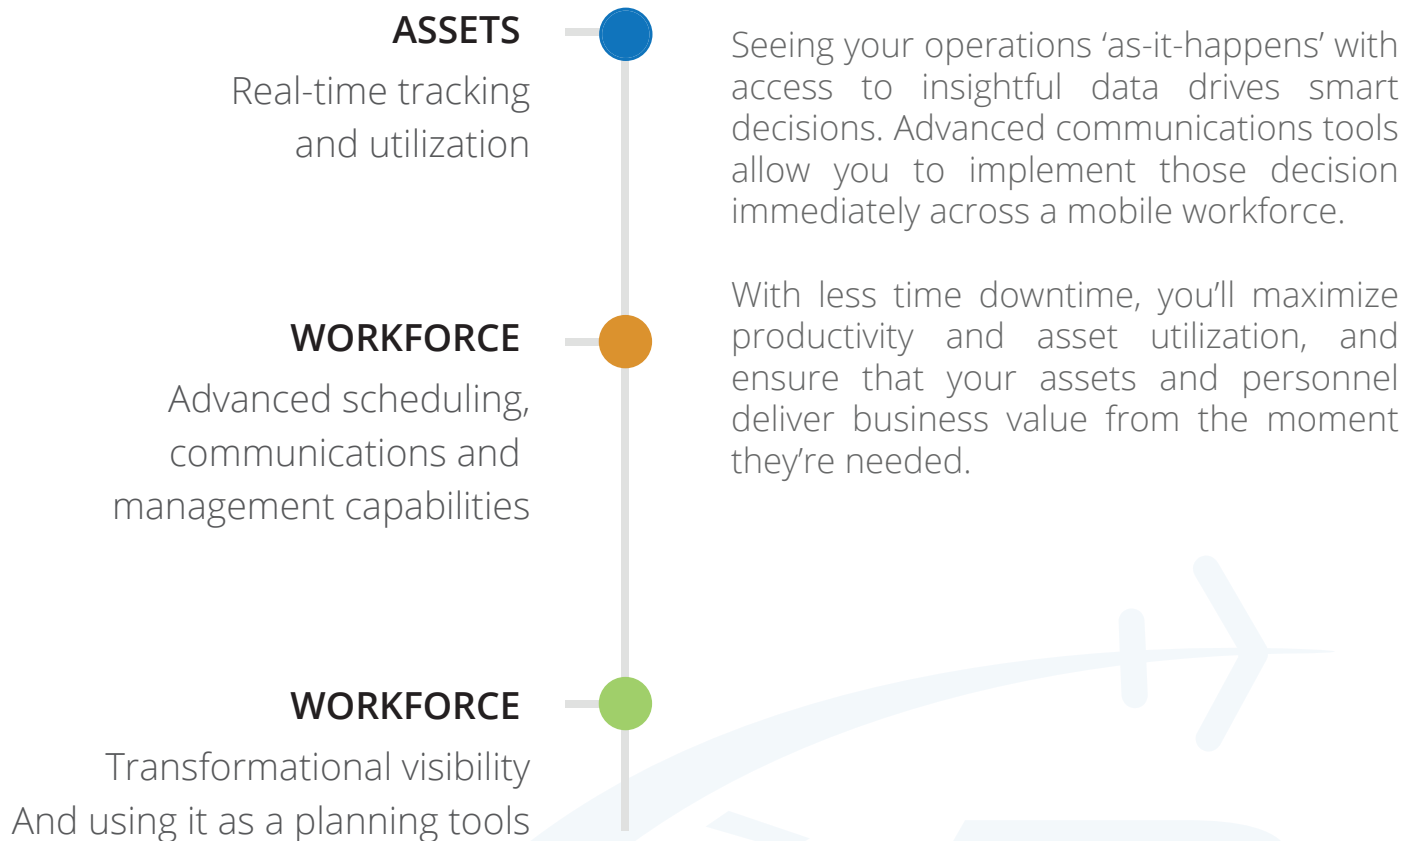 ASSETS
Real-time tracking
and utilization
WORKFORCE
Advanced scheduling,
communications and
management capabilities
WORKFORCE
Transformational visibility
And using it as a planning tools
Seeing your operations ‘as-it-happens’ with
access to insightful data drives smart
decisions. Advanced communications tools
allow you to implement those decision
immediately across a mobile workforce.
With less time downtime, you’ll maximize
productivity and asset utilization, and
ensure that your assets and personnel
deliver business value from the moment
they’re needed.